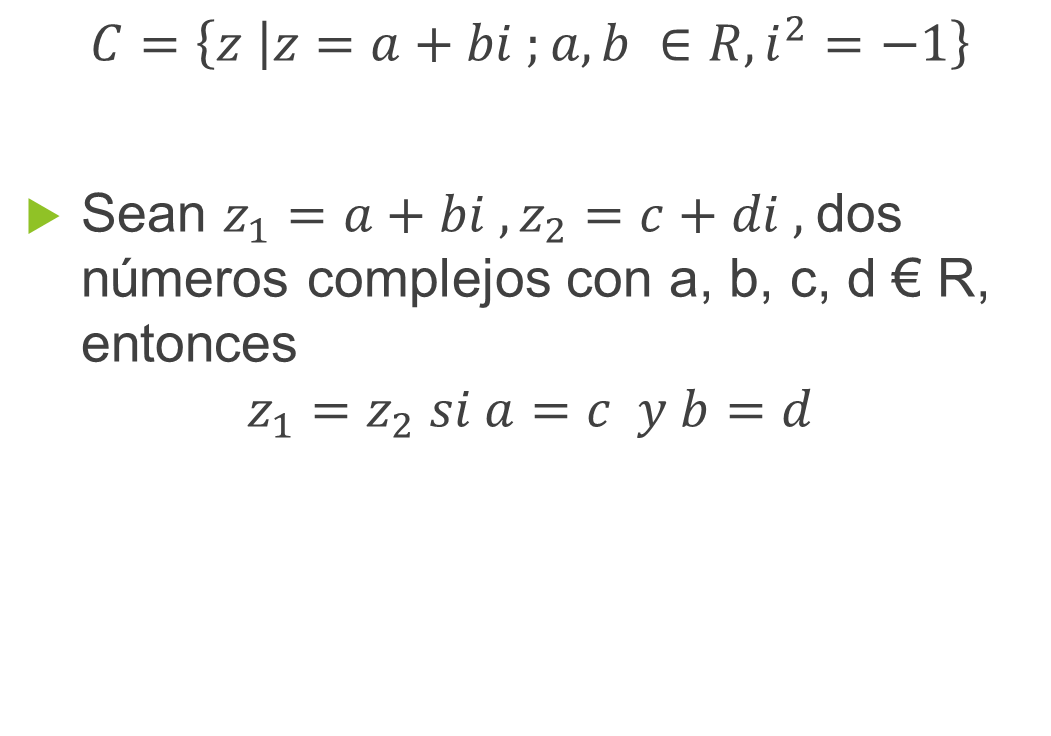 C = {z |z = a + bi ; a, b ∈ R, i² = −1}
Sean z₁ = a + bi , z₂ = c + di , dos
números complejos con a, b, c, d € R,
entonces
z₁ = z₂ si a = c y b = d